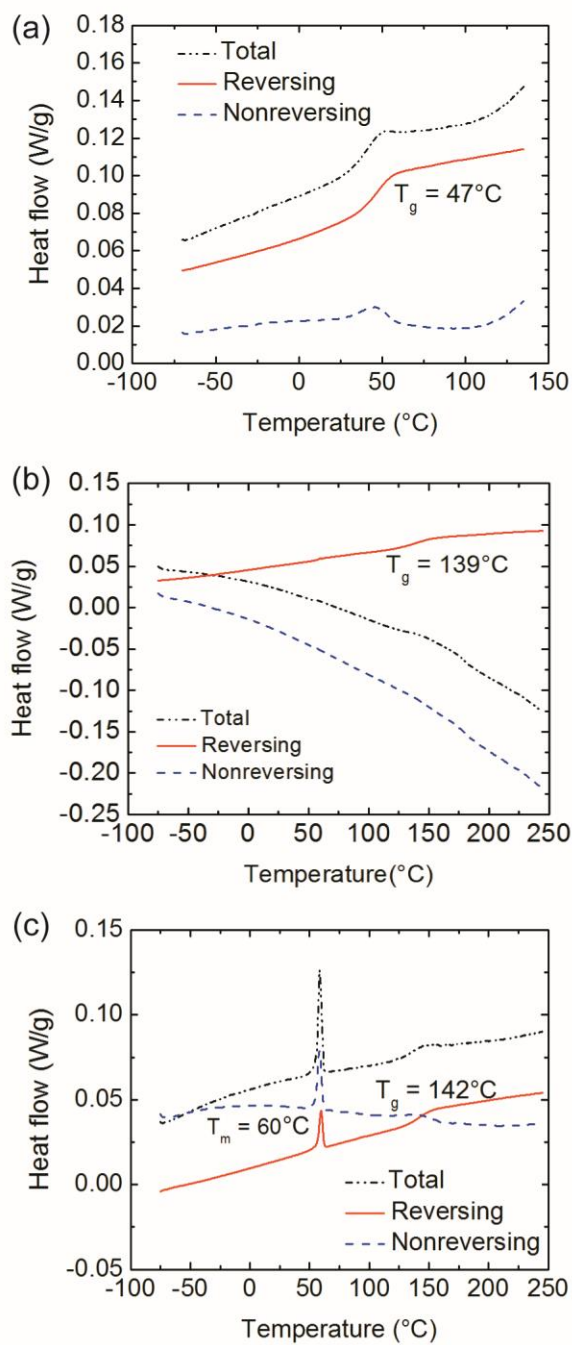 (a)
0.18
0.16
0.14
0.12
0.10
0.08
0.06
0.04
0.02
0.00
Heat flow (W/g)
Total
Reversing
Nonreversing
T_g = 47°C
-100 -50 0 50 100 150
Temperature (°C)
(b)
0.15
0.10
0.05
0.00
-0.05
-0.10
-0.15
-0.20
-0.25
Heat flow (W/g)
T_g = 139°C
Total
Reversing
Nonreversing
-100 -50 0 50 100 150 200 250
Temperature(°C)
(c)
0.15
0.10
0.05
0.00
-0.05
Heat flow (W/g)
T_g = 142°C
T_m = 60°C
Total
Reversing
Nonreversing
-100 -50 0 50 100 150 200 250
Temperature (°C)